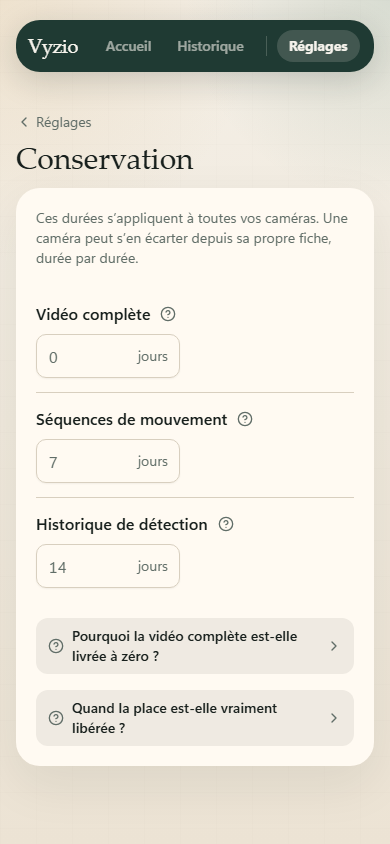 Vyzio
Accueil
Historique
Réglages
Réglages
Conservation
Ces durées s’appliquent à toutes vos caméras. Une
caméra peut s’en écarter depuis sa propre fiche,
durée par durée.
Vidéo complète
0 jours
Séquences de mouvement
7 jours
Historique de détection
14 jours
Pourquoi la vidéo complète est-elle
livrée à zéro ?
Quand la place est-elle vraiment
libérée ?